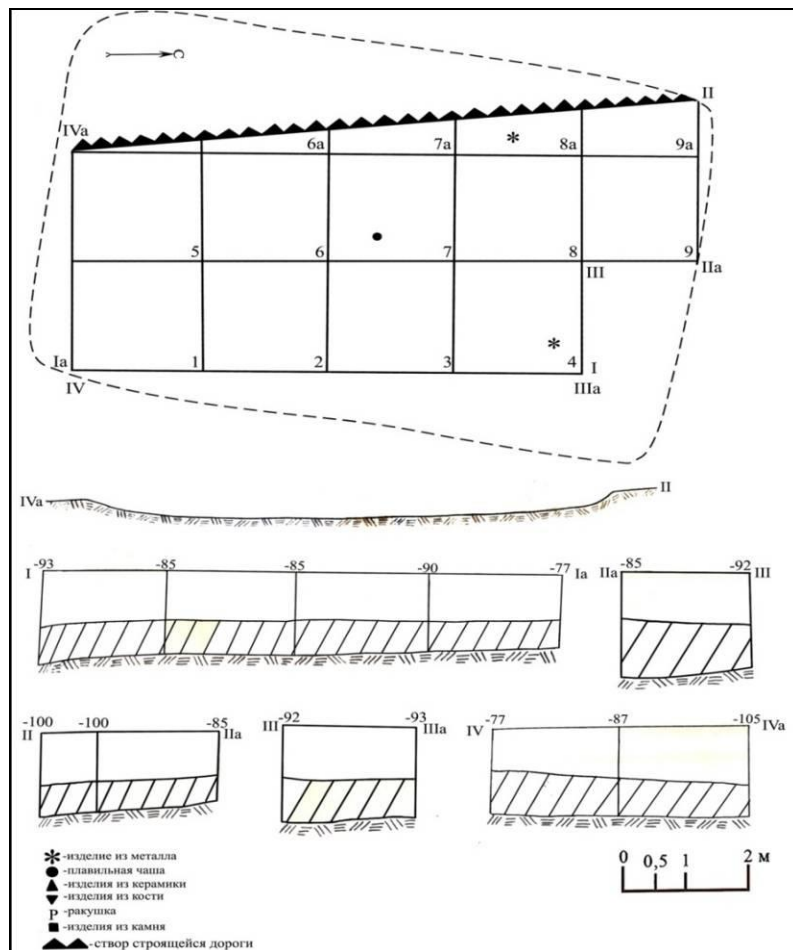 С
II
IVa
6a 7a 8a 9a
5 6 7 8 9
III IIa
Ia 1 2 3 4 I
IV IIIa
IVa II
I -93 -85 -85 -90 -77 Ia
IIa -85 -92 III
II -100 -100 -85 IIa
III -92 -93 IIIa
IV -77 -87 -105 IVa
-изделие из металла
-плавильная чаша
-изделия из керамики
-изделия из кости
Р -ракушка
-изделия из камня
-створ строящейся дороги
0 0,5 1 2 м